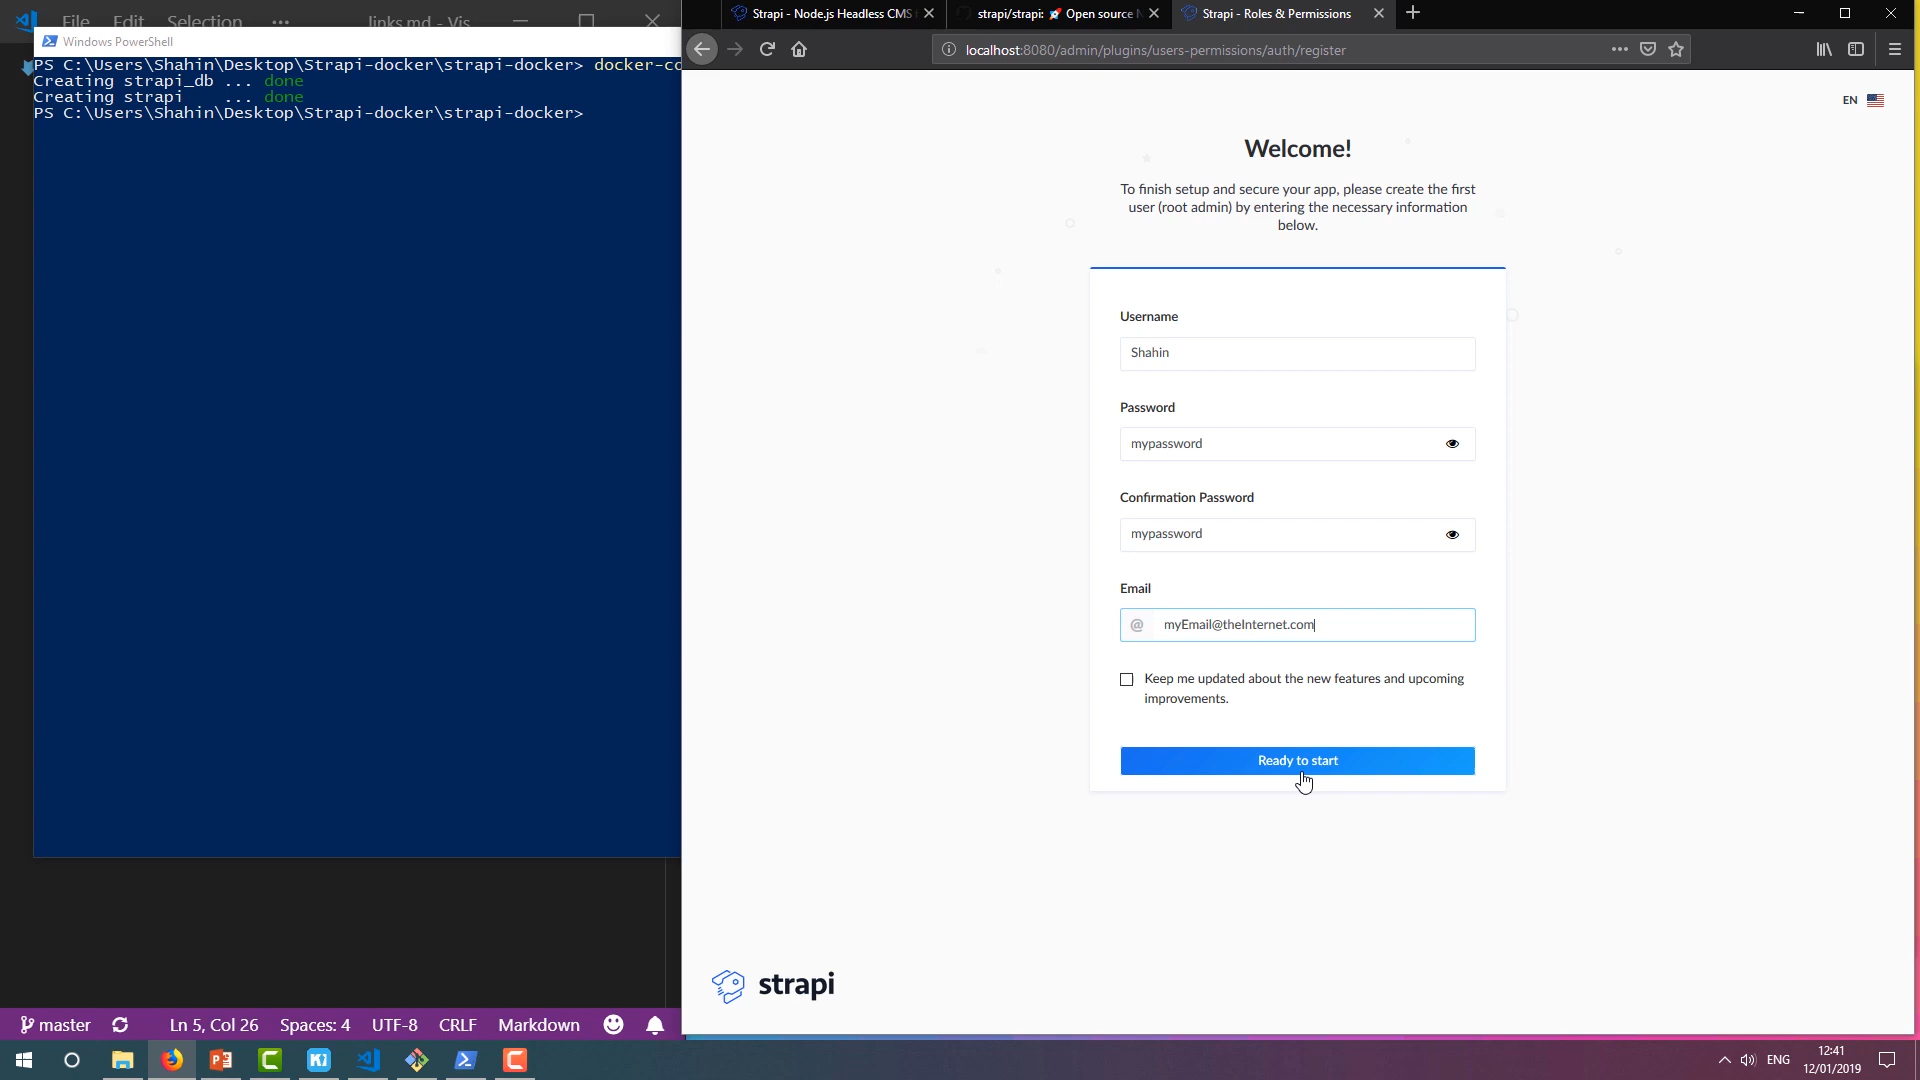 File Edit Selection ... links.md - Vis
Windows PowerShell
PS C:\Users\Shahin\Desktop\Strapi-docker\strapi-docker> docker-co
Creating strapi_db ... done
Creating strapi ... done
PS C:\Users\Shahin\Desktop\Strapi-docker\strapi-docker>
Strapi - Node.js Headless CMS
strapi/strapi: 🚀 Open source N
Strapi - Roles & Permissions
localhost:8080/admin/plugins/users-permissions/auth/register
EN
Welcome!
To finish setup and secure your app, please create the first
user (root admin) by entering the necessary information
below.
Username
Shahin
Password
mypassword
Confirmation Password
mypassword
Email
@ myEmail@theInternet.com
Keep me updated about the new features and upcoming
improvements.
Ready to start
strapi
master Ln 5, Col 26 Spaces: 4 UTF-8 CRLF Markdown
ENG
12:41
12/01/2019